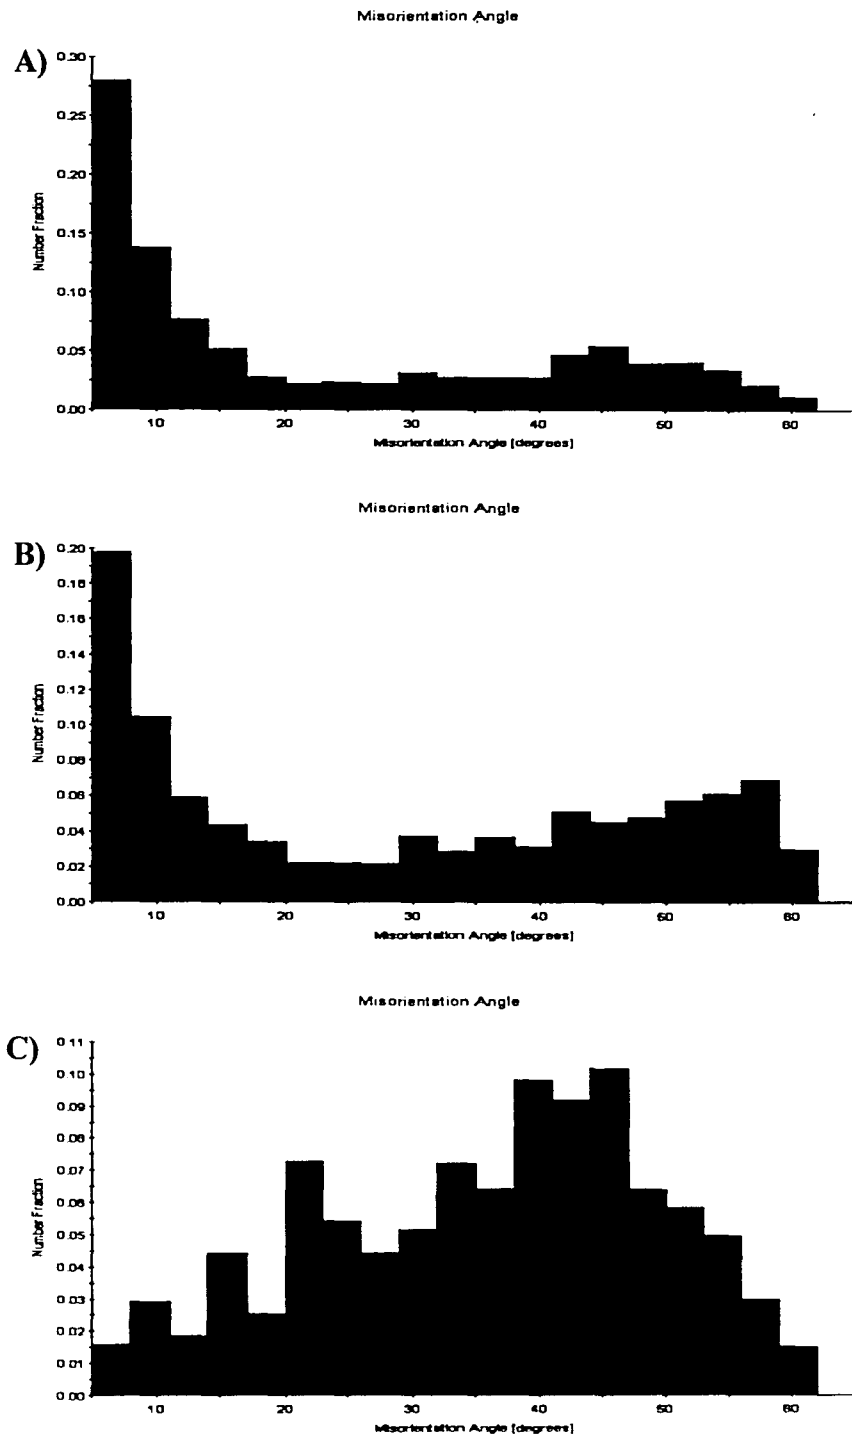 Misorientation Angle
A)
0.30
0.25
0.20
0.15
0.10
0.05
0.00
Number Fraction
10 20 30 40 50 60
Misorientation Angle [degrees]
Misorientation Angle
B)
0.20
0.18
0.16
0.14
0.12
0.10
0.08
0.06
0.04
0.02
0.00
Number Fraction
10 20 30 40 50 60
Misorientation Angle [degrees]
Misorientation Angle
C)
0.11
0.10
0.09
0.08
0.07
0.06
0.05
0.04
0.03
0.02
0.01
0.00
Number Fraction
10 20 30 40 50 60
Misorientation Angle [degrees]